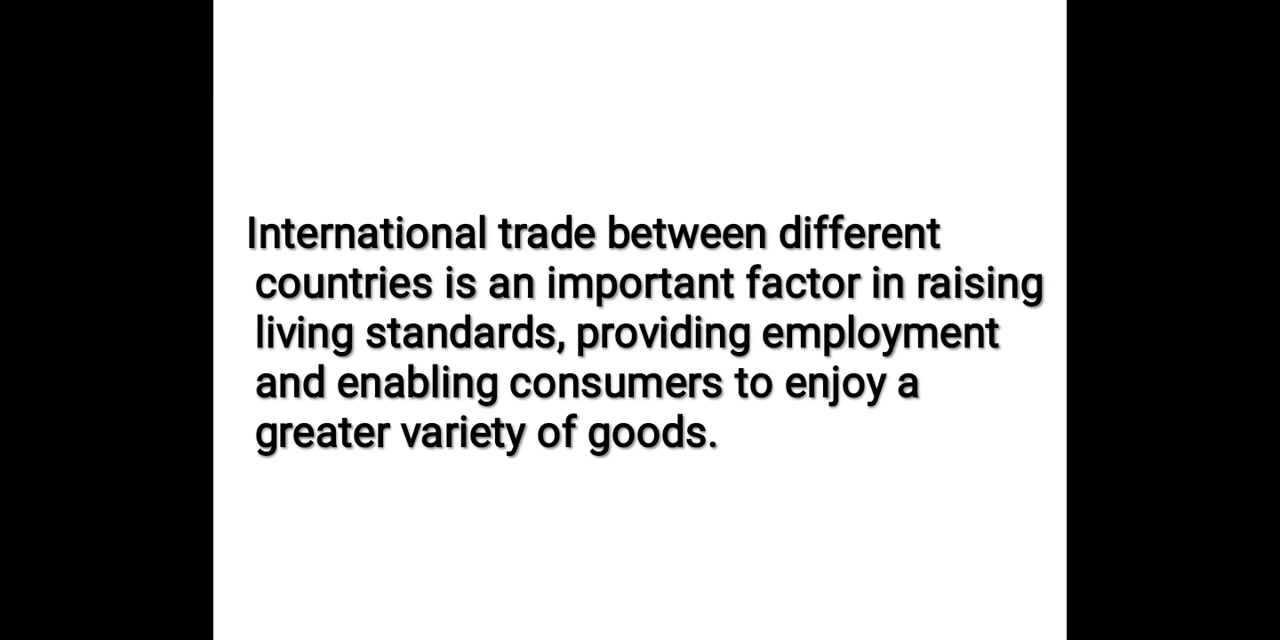 International trade between different
countries is an important factor in raising
living standards, providing employment
and enabling consumers to enjoy a
greater variety of goods.